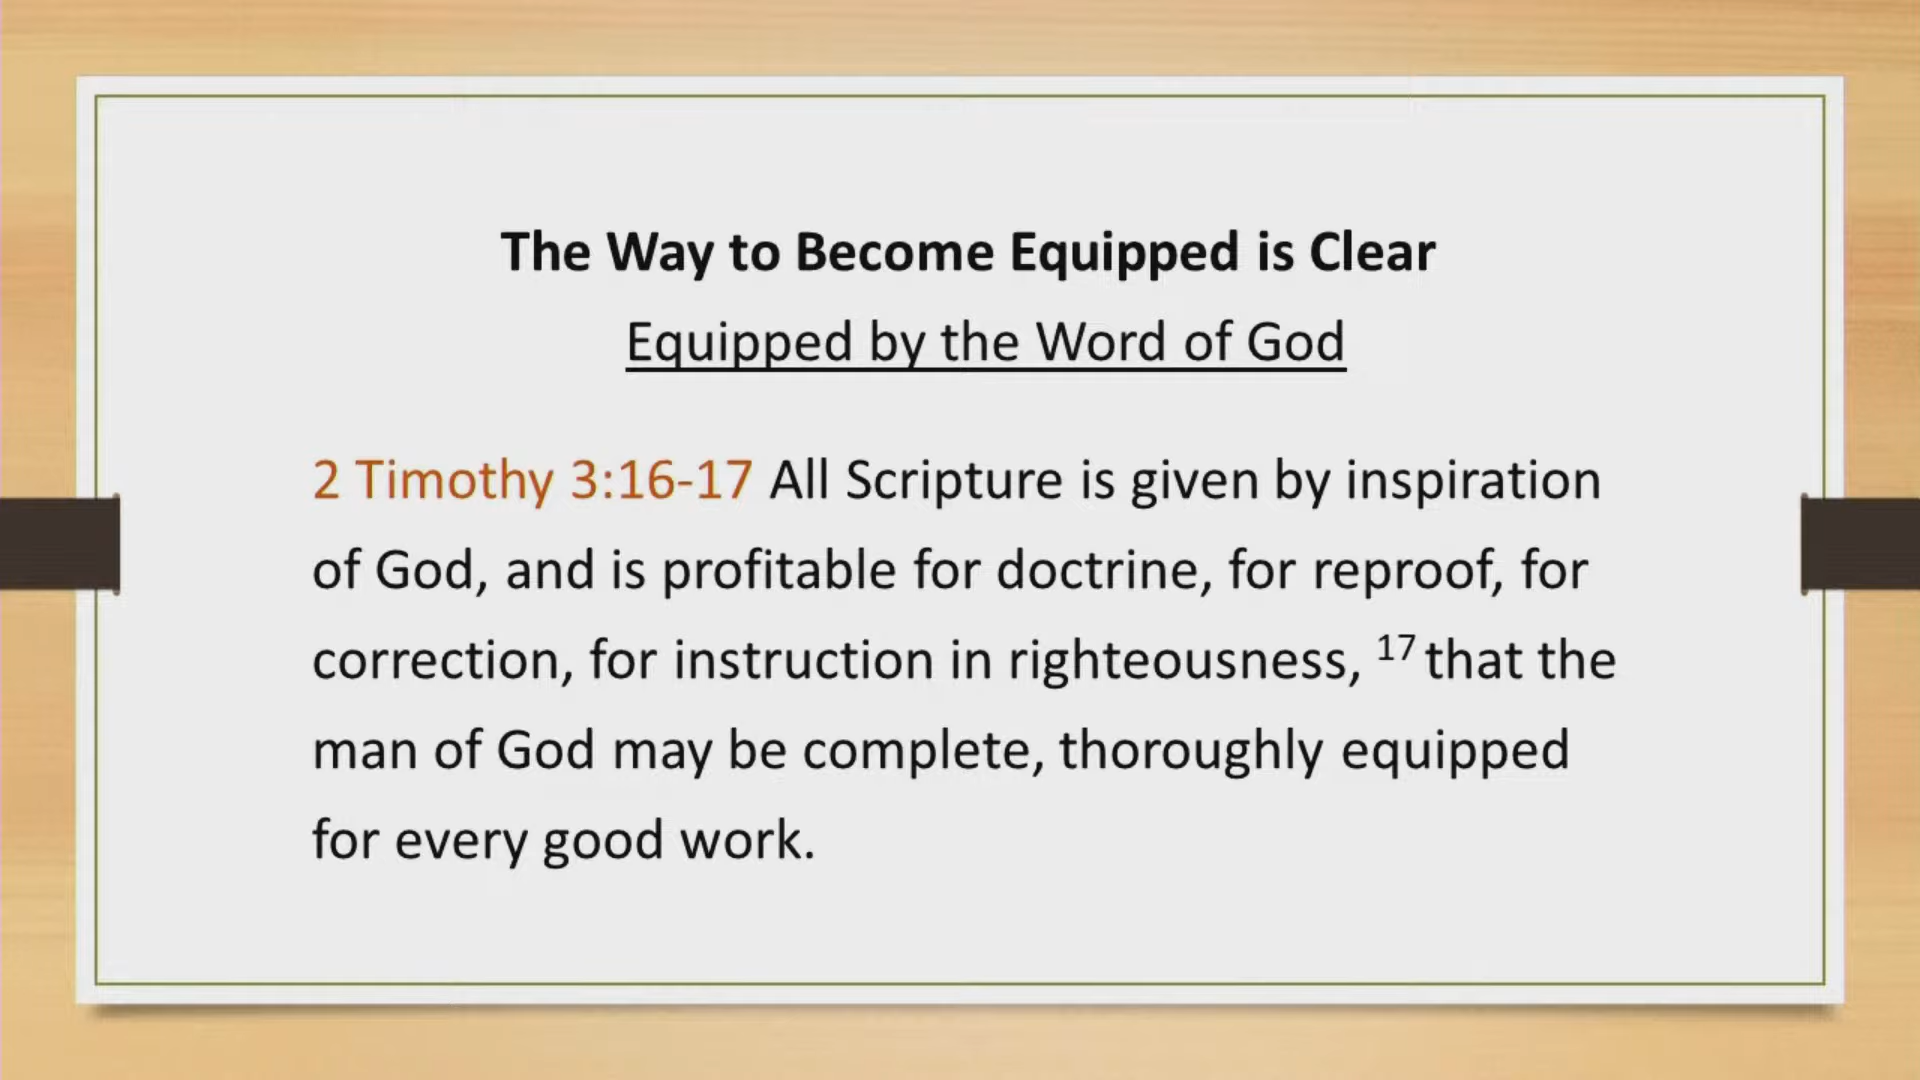 The Way to Become Equipped is Clear
Equipped by the Word of God
2 Timothy 3:16-17 All Scripture is given by inspiration
of God, and is profitable for doctrine, for reproof, for
correction, for instruction in righteousness, 17 that the
man of God may be complete, thoroughly equipped
for every good work.